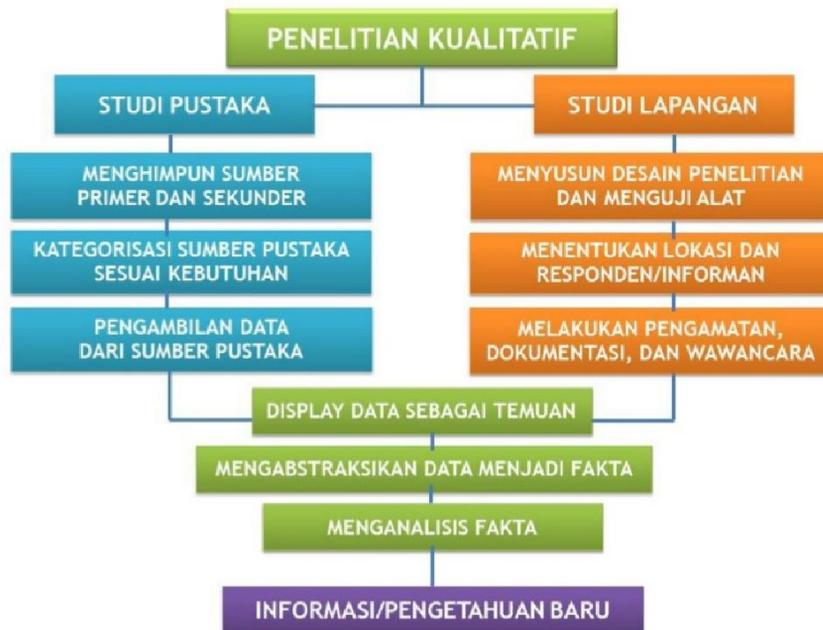 PENELITIAN KUALITATIF
STUDI PUSTAKA
MENGHIMPUN SUMBER
PRIMER DAN SEKUNDER
KATEGORISASI SUMBER PUSTAKA
SESUAI KEBUTUHAN
PENGAMBILAN DATA
DARI SUMBER PUSTAKA
STUDI LAPANGAN
MENYUSUN DESAIN PENELITIAN
DAN MENGUJI ALAT
MENENTUKAN LOKASI DAN
RESPONDEN/INFORMAN
MELAKUKAN PENGAMATAN,
DOKUMENTASI, DAN WAWANCARA
DISPLAY DATA SEBAGAI TEMUAN
MENGABSTRAKSIKAN DATA MENJADI FAKTA
MENGANALISIS FAKTA
INFORMASI/PENGETAHUAN BARU